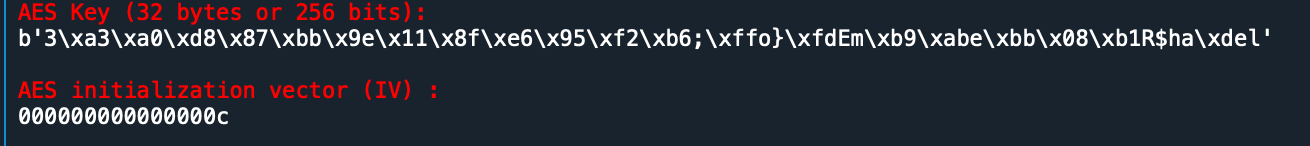 AES Key (32 bytes or 256 bits):
b'3\xa3\xa0\xd8\x87\xbb\x9e\x11\x8f\xe6\x95\xf2\xb6;\xffo}\xfdEm\xb9\xabe\xbb\x08\xb1R$ha\xdel'
AES initialization vector (IV) :
000000000000000c